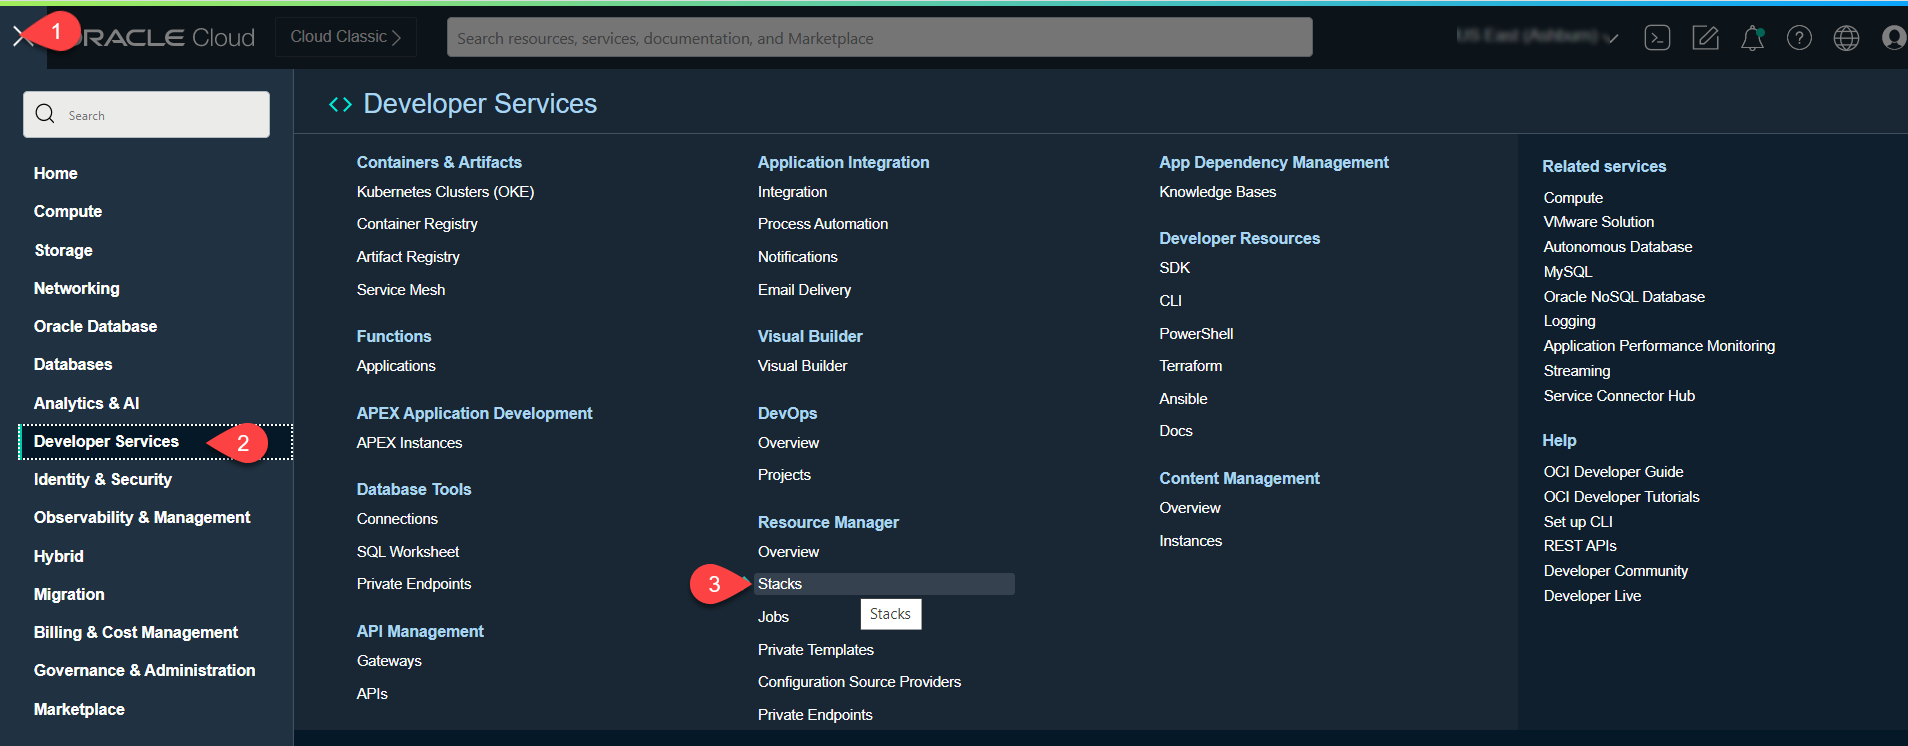 1
ORACLE Cloud
Cloud Classic
Search resources, services, documentation, and Marketplace
US East (Ashburn)
Search
Home
Compute
Storage
Networking
Oracle Database
Databases
Analytics & AI
Developer Services
2
Identity & Security
Observability & Management
Hybrid
Migration
Billing & Cost Management
Governance & Administration
Marketplace
Developer Services
Containers & Artifacts
Kubernetes Clusters (OKE)
Container Registry
Artifact Registry
Service Mesh
Functions
Applications
APEX Application Development
APEX Instances
Database Tools
Connections
SQL Worksheet
Private Endpoints
API Management
Gateways
APIs
Application Integration
Integration
Process Automation
Notifications
Email Delivery
Visual Builder
Visual Builder
DevOps
Overview
Projects
Resource Manager
Overview
3
Stacks
Stacks
Jobs
Private Templates
Configuration Source Providers
Private Endpoints
App Dependency Management
Knowledge Bases
Developer Resources
SDK
CLI
PowerShell
Terraform
Ansible
Docs
Content Management
Overview
Instances
Related services
Compute
VMware Solution
Autonomous Database
MySQL
Oracle NoSQL Database
Logging
Application Performance Monitoring
Streaming
Service Connector Hub
Help
OCI Developer Guide
OCI Developer Tutorials
Set up CLI
REST APIs
Developer Community
Developer Live